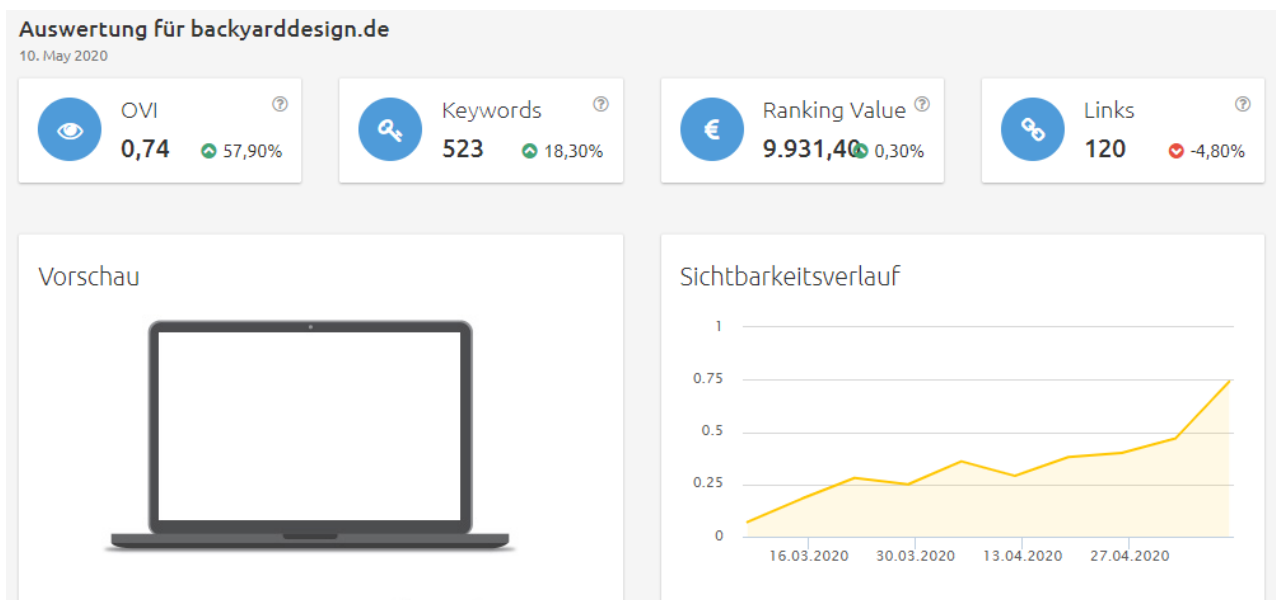 Auswertung für backyarddesign.de
10. May 2020
OVI
0,74 57,90%
Keywords
523 18,30%
Ranking Value
9.931,40 0,30%
Links
120 -4,80%
Vorschau
Sichtbarkeitsverlauf
1
0.75
0.5
0.25
0
16.03.2020 30.03.2020 13.04.2020 27.04.2020